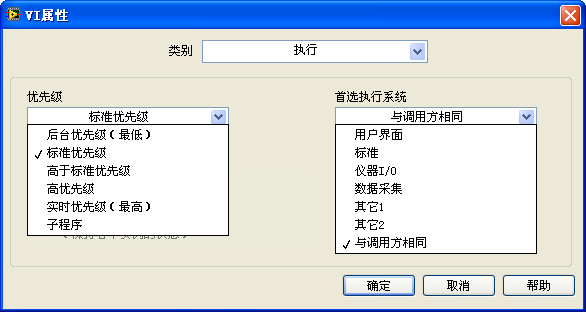 VI属性
类别 执行
优先级
标准优先级
后台优先级(最低)
标准优先级
高于标准优先级
高优先级
实时优先级(最高)
子程序
首选执行系统
与调用方相同
用户界面
标准
仪器I/O
数据采集
其它1
其它2
与调用方相同
确定 取消 帮助